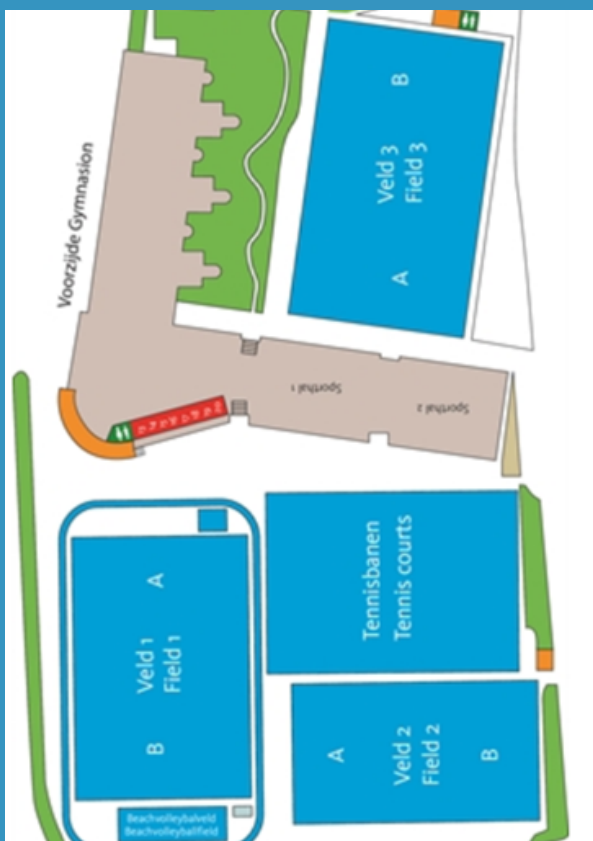 B
Veld 3
Field 3
A
Voorzijde Gymnasion
Sporthal 1
Sporthal 2
A
Veld 1
Field 1
B
Tennisbanen
Tennis courts
A
Veld 2
Field 2
B
Beachvolleybalveld
Beachvolleyballfield